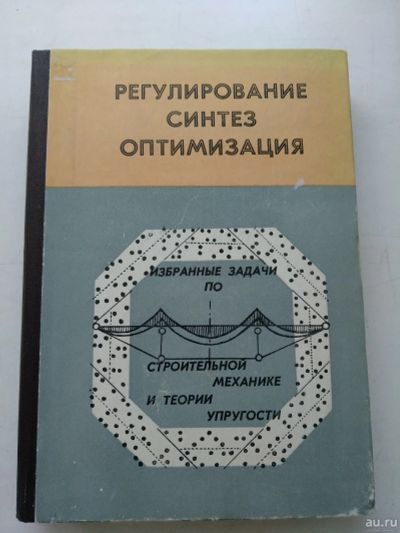 РЕГУЛИРОВАНИЕ
СИНТЕЗ
ОПТИМИЗАЦИЯ
ИЗБРАННЫЕ ЗАДАЧИ
ПО
СТРОИТЕЛЬНОЙ
МЕХАНИКЕ
И ТЕОРИИ
УПРУГОСТИ
au.ru